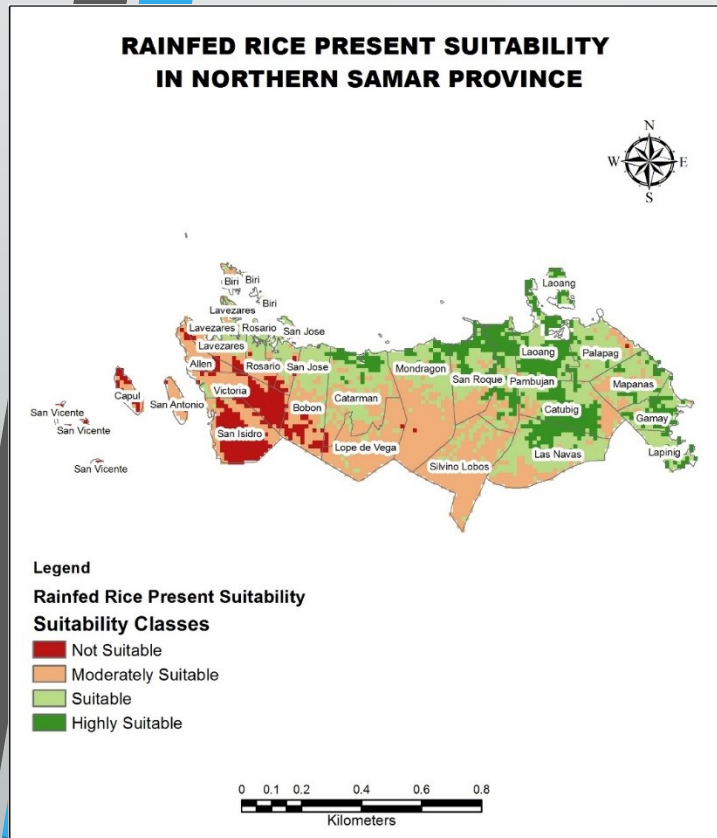 RAINFED RICE PRESENT SUITABILITY
IN NORTHERN SAMAR PROVINCE
N
W E
S
Laoang
Biri Biri
Biri
Lavezares
Lavezares Rosario San Jose
Lavezares
Laoang Palapag
Allen Rosario San Jose Mondragon
San Roque Pambujan Mapanas
Victoria Catarman
Capul San Antonio Bobon Catubig Gamay
San Vicente
San Vicente
San Isidro Lope de Vega Las Navas Lapinig
San Vicente Silvino Lobos
Legend
Rainfed Rice Present Suitability
Suitability Classes
Not Suitable
Moderately Suitable
Suitable
Highly Suitable
0 0.1 0.2 0.4 0.6 0.8
Kilometers